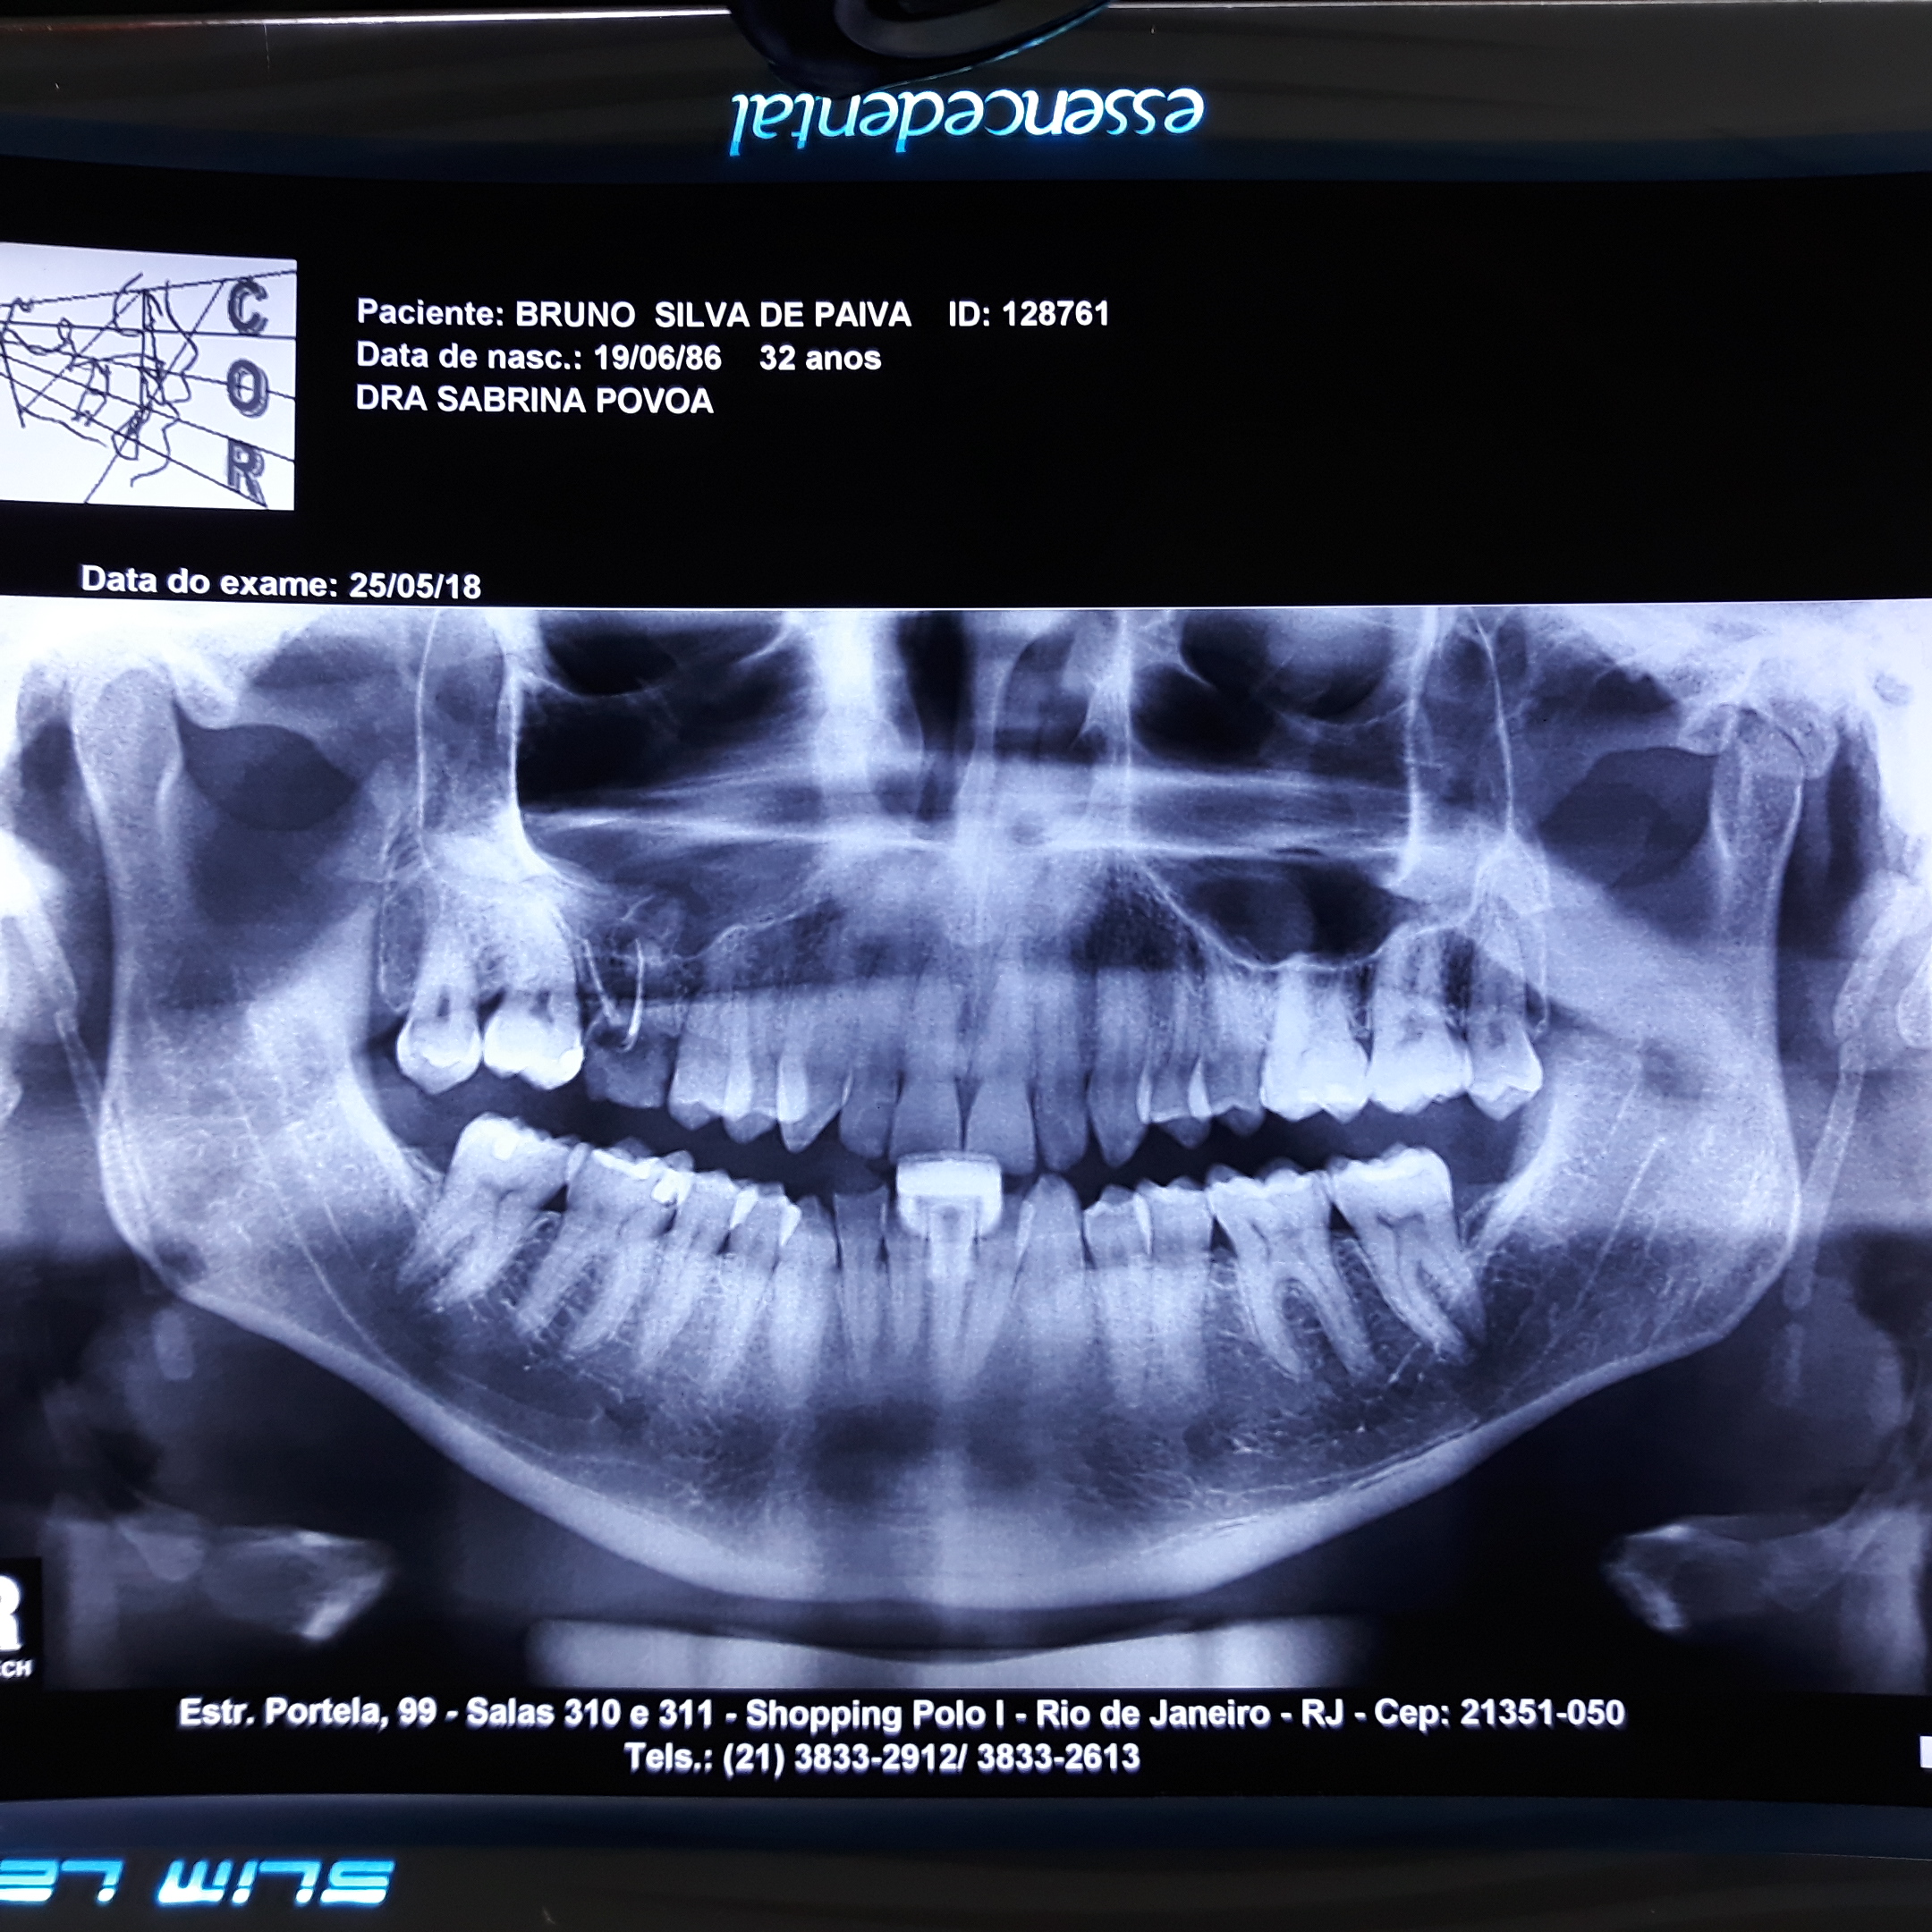 essencedental
C
O
R
Paciente: BRUNO SILVA DE PAIVA ID: 128761
Data de nasc.: 19/06/86 32 anos
DRA SABRINA POVOA
Data do exame: 25/05/18
R
CH
Estr. Portela, 99 - Salas 310 e 311 - Shopping Polo I - Rio de Janeiro - RJ - Cep: 21351-050
Tels.: (21) 3833-2912/ 3833-2613
SLIM